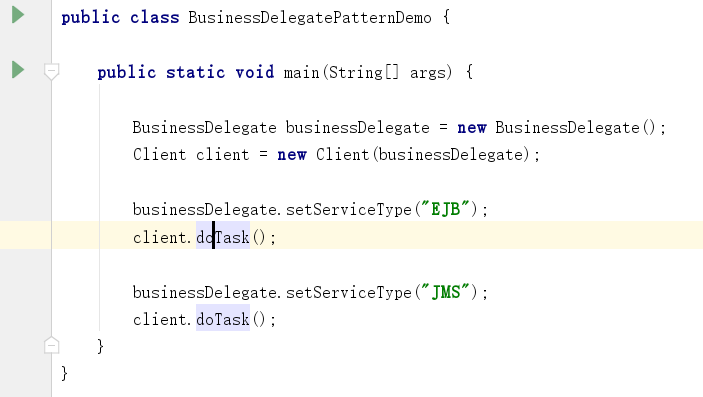 public class BusinessDelegatePatternDemo {
public static void main(String[] args) {
BusinessDelegate businessDelegate = new BusinessDelegate();
Client client = new Client(businessDelegate);
businessDelegate.setServiceType("EJB");
client.doTask();
businessDelegate.setServiceType("JMS");
client.doTask();
}
}